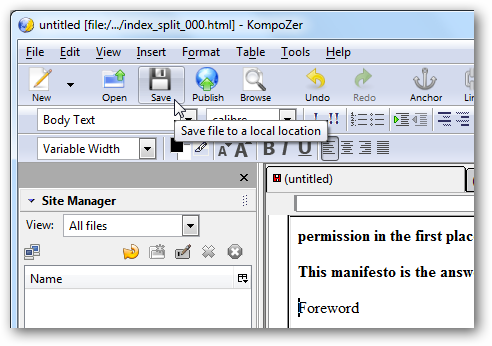 untitled [file:/.../index_split_000.html] - KompoZer
File Edit View Insert Format Table Tools Help
New Open Save Publish Browse Undo Redo Anchor
Body Text calibre
Save file to a local location
Variable Width A A B I U
Site Manager
(untitled)
View: All files
Name
permission in the first plac
This manifesto is the answ
Foreword